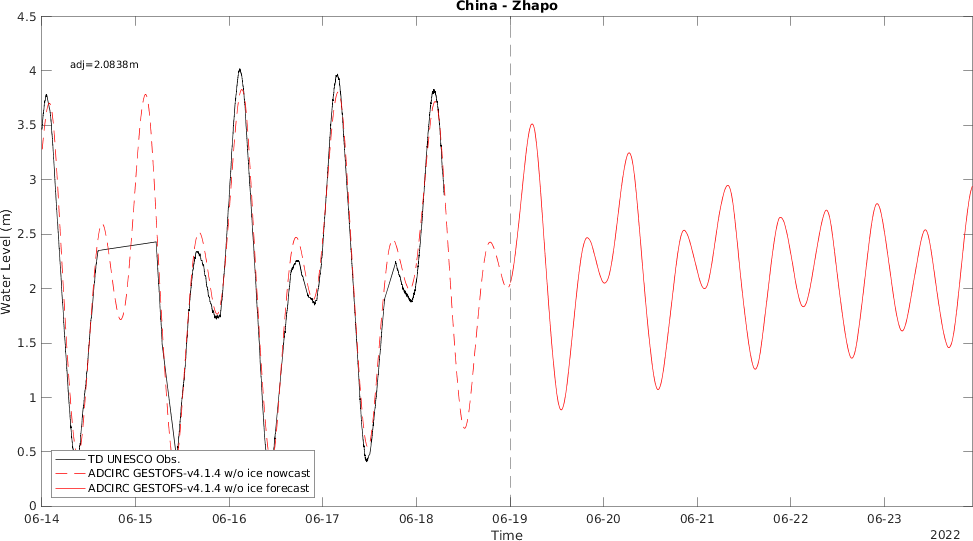 China - Zhapo
adj=2.0838m
Water Level (m)
4.5
4
3.5
3
2.5
2
1.5
1
0.5
0
TD UNESCO Obs.
ADCIRC GESTOFS-v4.1.4 w/o ice nowcast
ADCIRC GESTOFS-v4.1.4 w/o ice forecast
06-14 06-15 06-16 06-17 06-18 06-19 06-20 06-21 06-22 06-23
Time
2022